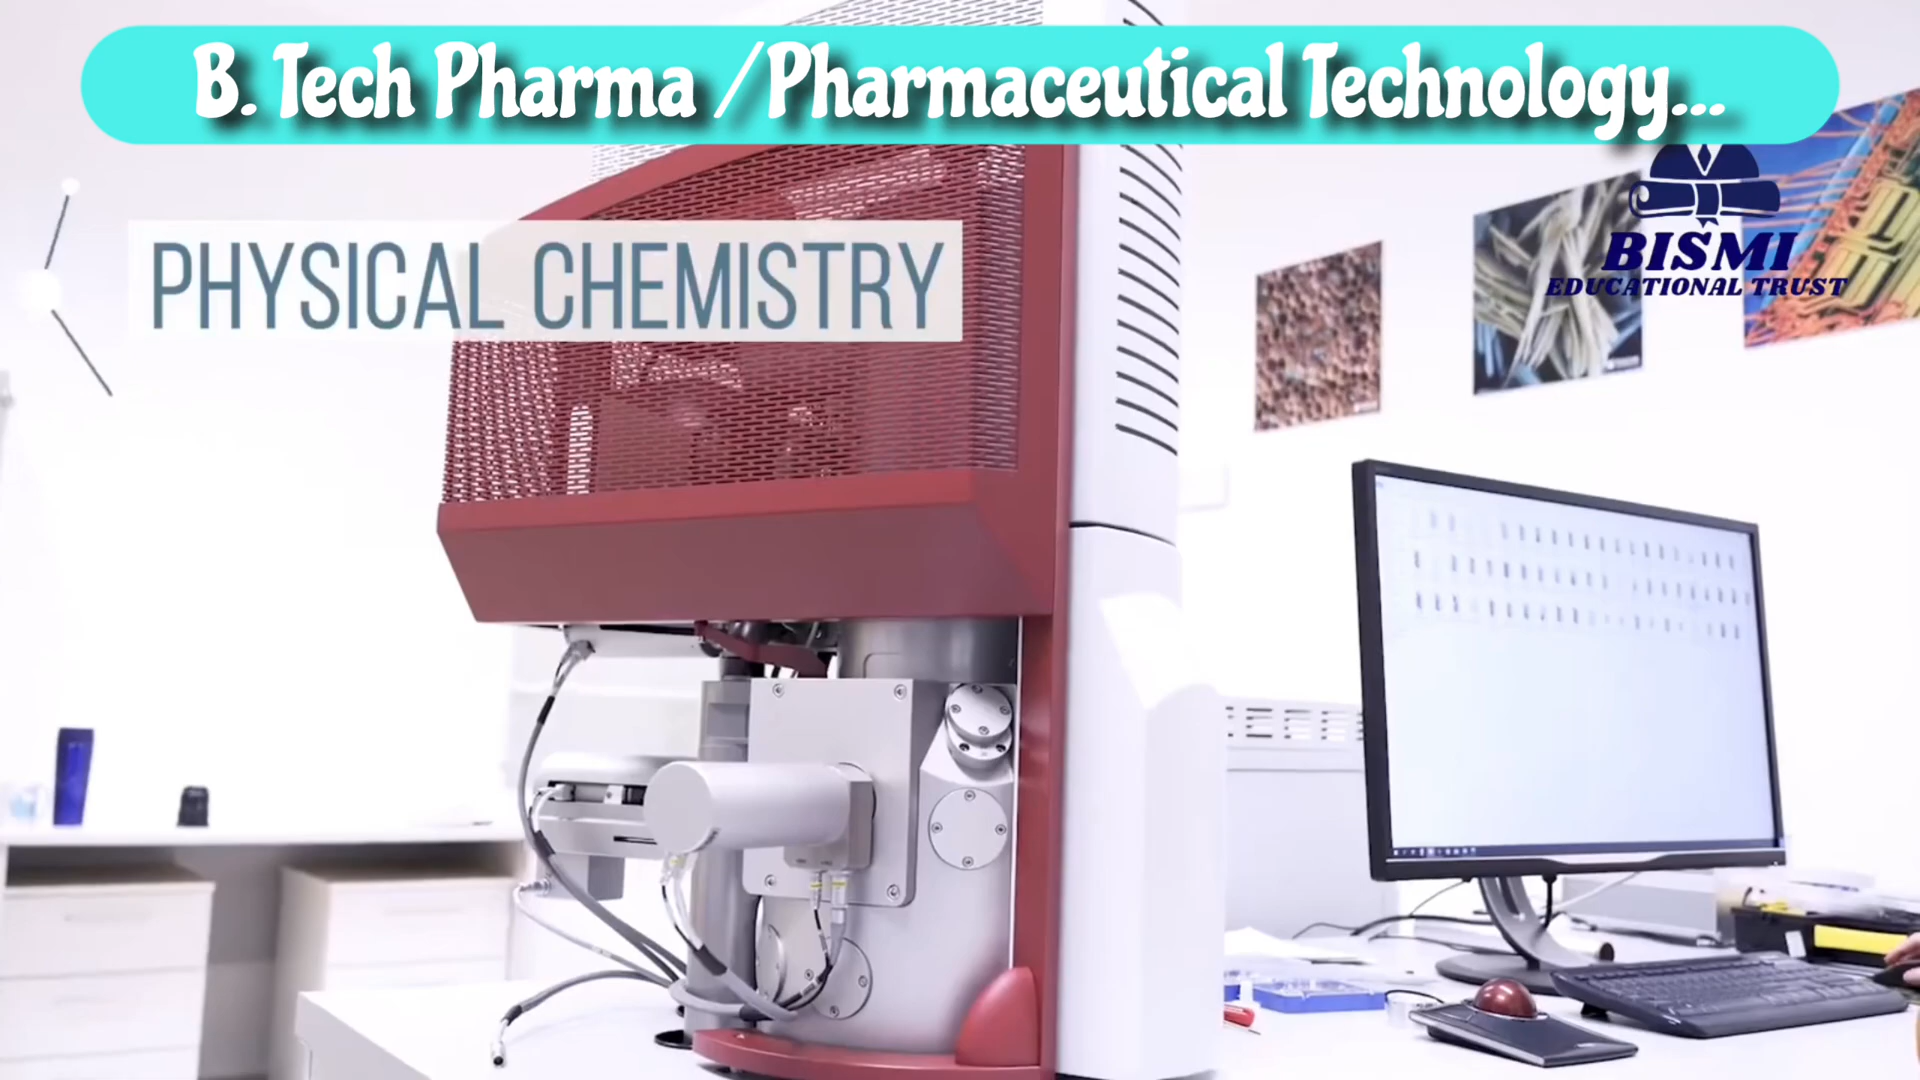 B. Tech Pharma /Pharmaceutical Technology...
PHYSICAL CHEMISTRY
BISMI
EDUCATIONAL TRUST